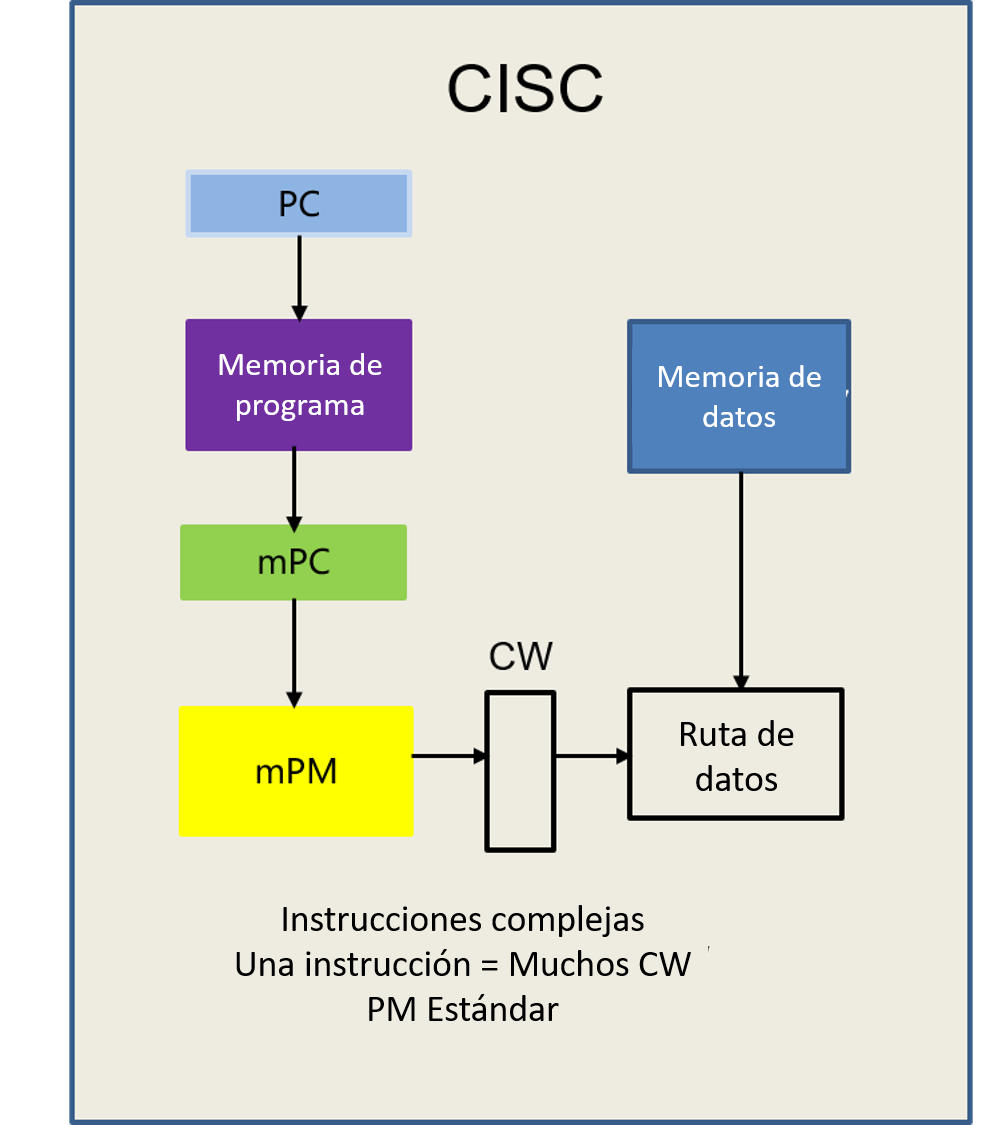 CISC
PC
Memoria de
programa
Memoria de
datos
mPC
CW
mPM
Ruta de
datos
Instrucciones complejas
Una instrucción = Muchos CW
PM Estándar